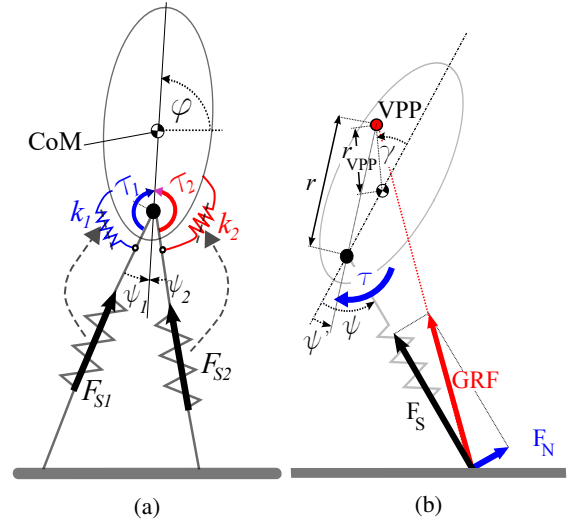 φ
CoM
τ1 τ2
k1 k2
ψ1 ψ2
FS1 FS2
(a)
VPP
r rVPP γ
τ
ψ' ψ
FS GRF FN
(b)